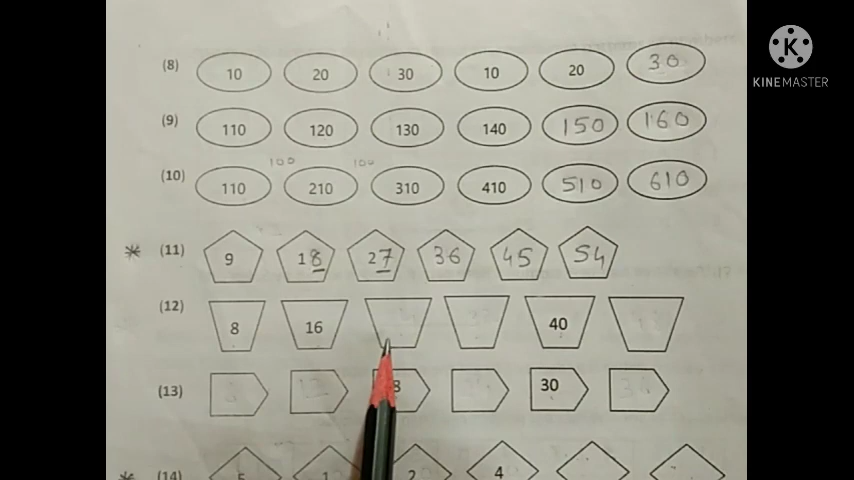 (8) 10 20 30 10 20 30
(9) 110 120 130 140 150 160
100 100
(10) 110 210 310 410 510 610
* (11) 9 18 27 36 45 54
(12) 8 16 40
(13) 30
* (14) 4
K
KINEMASTER